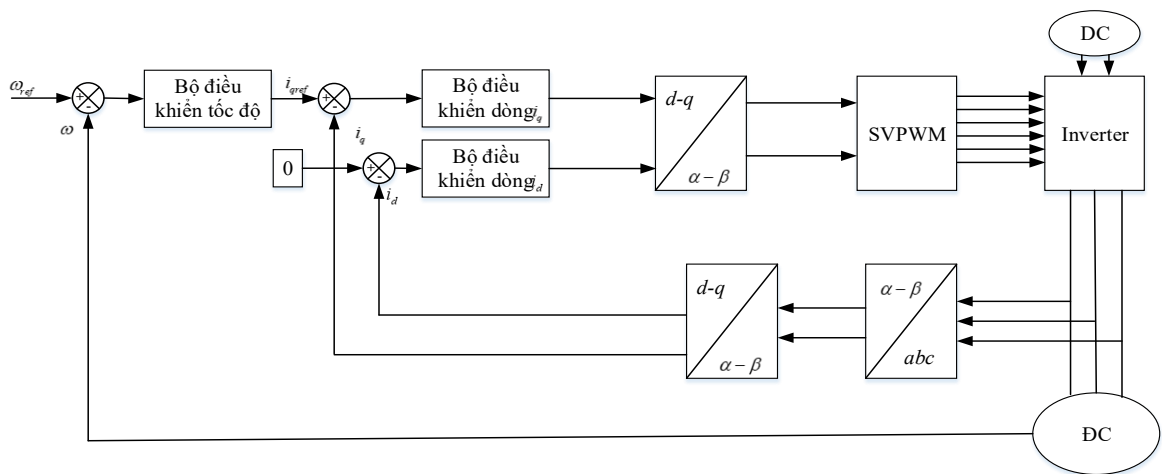 DC
ω_ref
+
-
ω
Bộ điều
khiển tốc độ
i_qref
+
-
i_q
Bộ điều
khiển dòng i_q
0
+
-
i_d
Bộ điều
khiển dòng i_d
d-q
α − β
SVPWM
Inverter
d-q
α − β
α − β
abc
ĐC